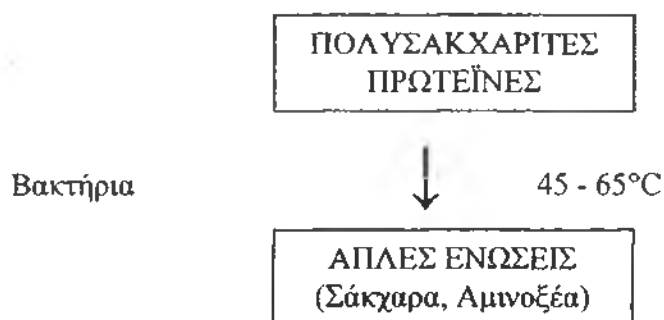 ΠΟΛΥΣΑΚΧΑΡΙΤΕΣ
ΠΡΩΤΕΪΝΕΣ
Βακτήρια
45 - 65°C
ΑΠΛΕΣ ΕΝΩΣΕΙΣ
(Σάκχαρα, Αμινοξέα)